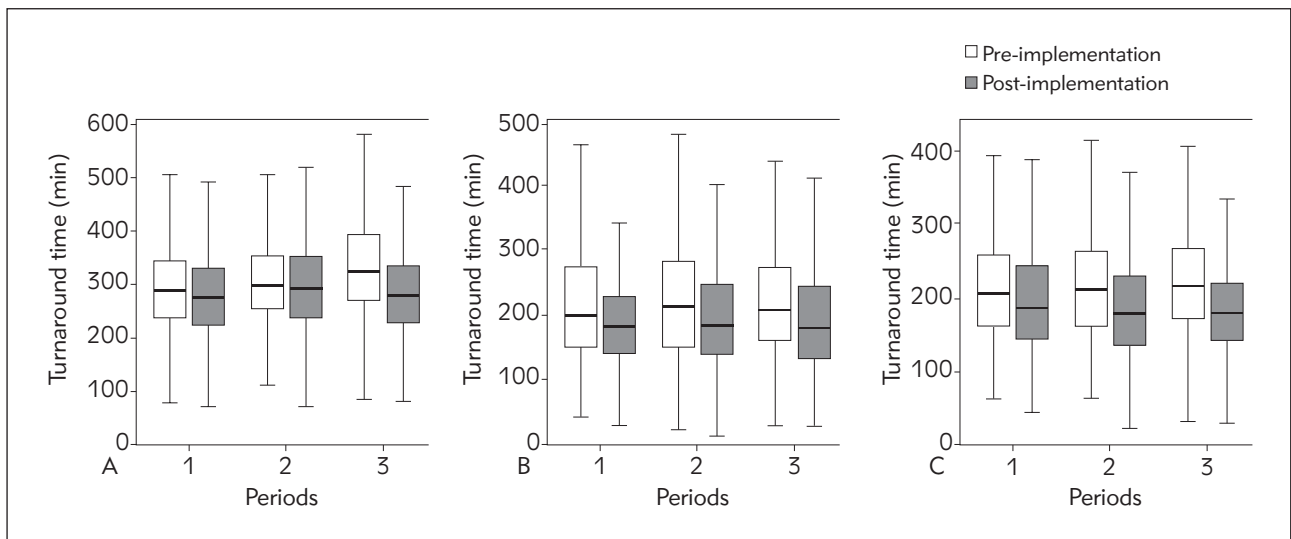 Pre-implementation
Post-implementation
Turnaround time (min)
600
500
400
300
200
100
0
A
1 2 3
Periods
Turnaround time (min)
500
400
300
200
100
0
B
1 2 3
Periods
Turnaround time (min)
400
300
200
100
0
C
1 2 3
Periods